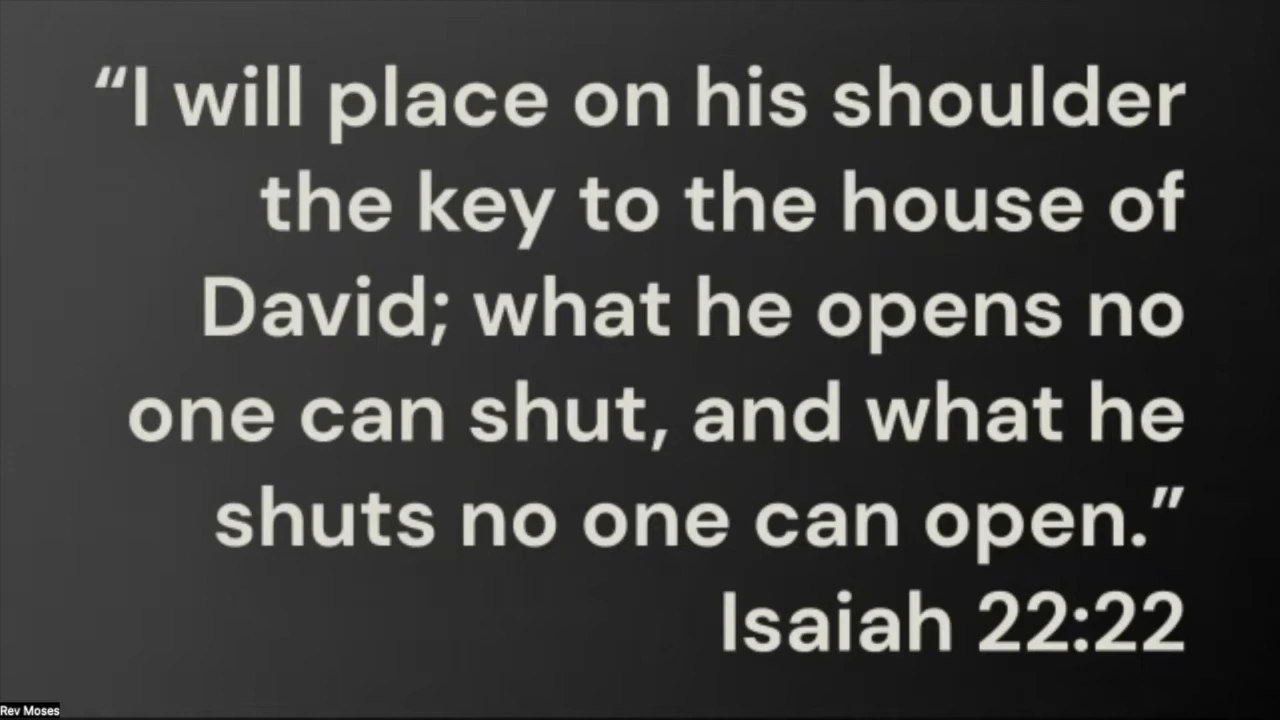 “I will place on his shoulder
the key to the house of
David; what he opens no
one can shut, and what he
shuts no one can open.”
Isaiah 22:22
Rev Moses